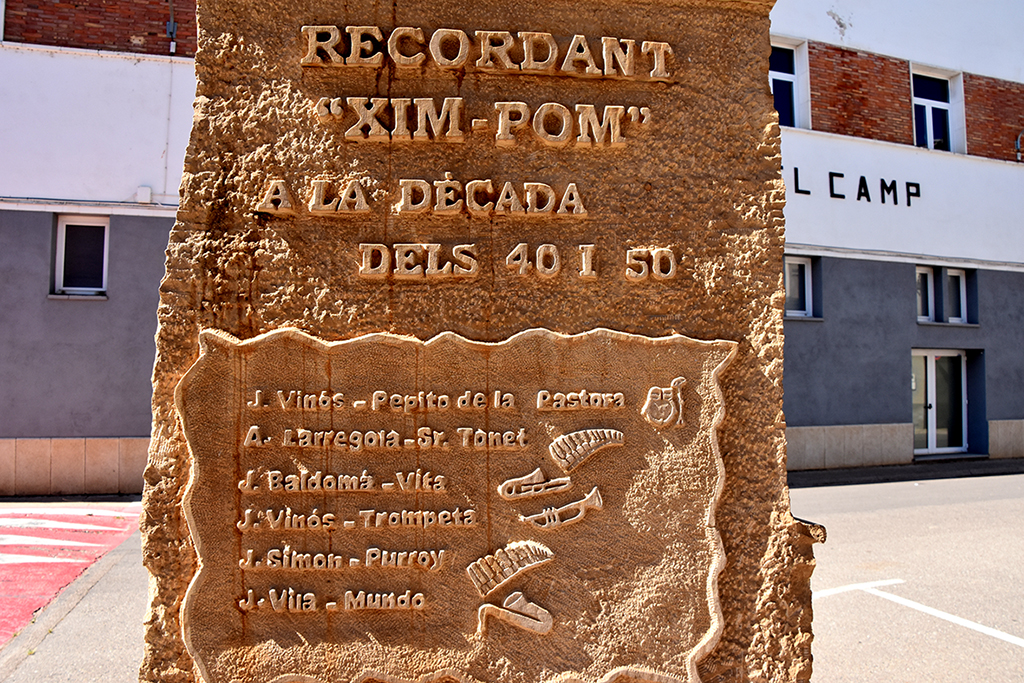 RECORDANT
"XIM-POM"
A LA DÈCADA
DELS 40 I 50
J. Vinós - Pepito de la Pastora
A. Larregola - Sr. Tonet
J. Baldomà - Vita
J. Vinós - Trompeta
J. Simon - Purroy
J. Vila - Mundo
L CAMP